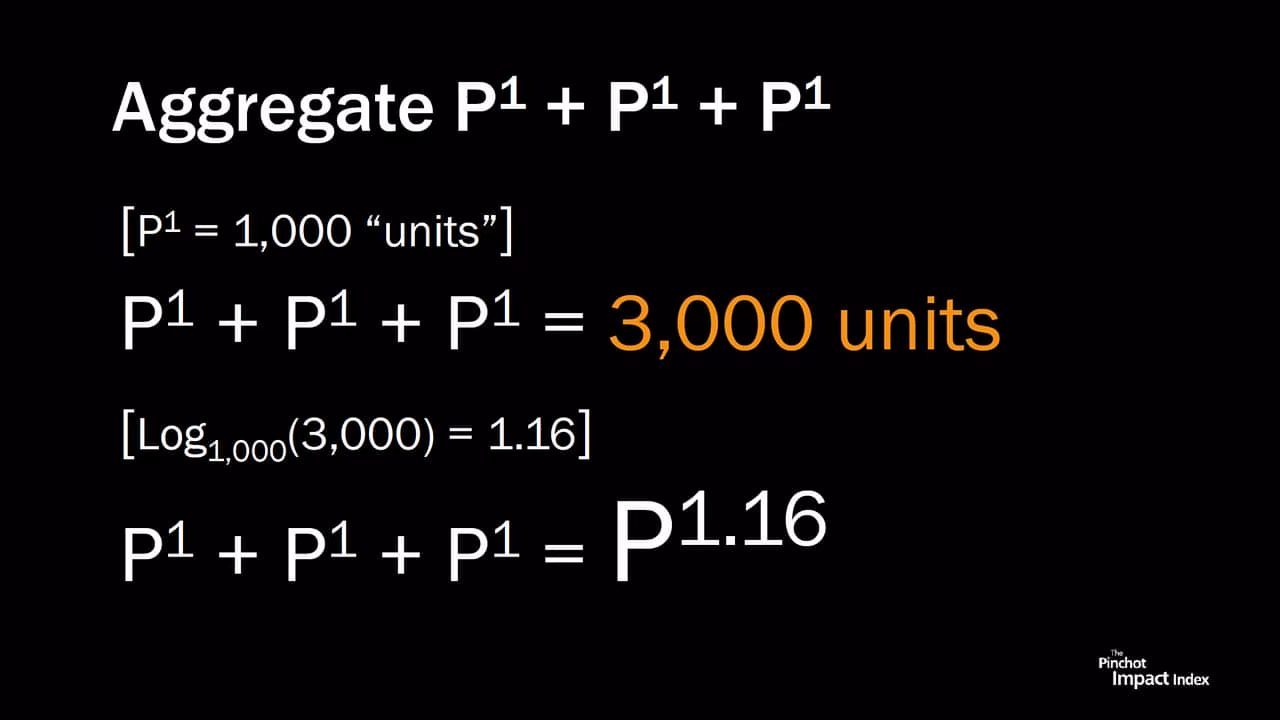 Aggregate P¹ + P¹ + P¹
[P¹ = 1,000 “units”]
P¹ + P¹ + P¹ = 3,000 units
[Log₁,₀₀₀(3,000) = 1.16]
P¹ + P¹ + P¹ = P¹·¹⁶
The
Pinchot
Impact Index